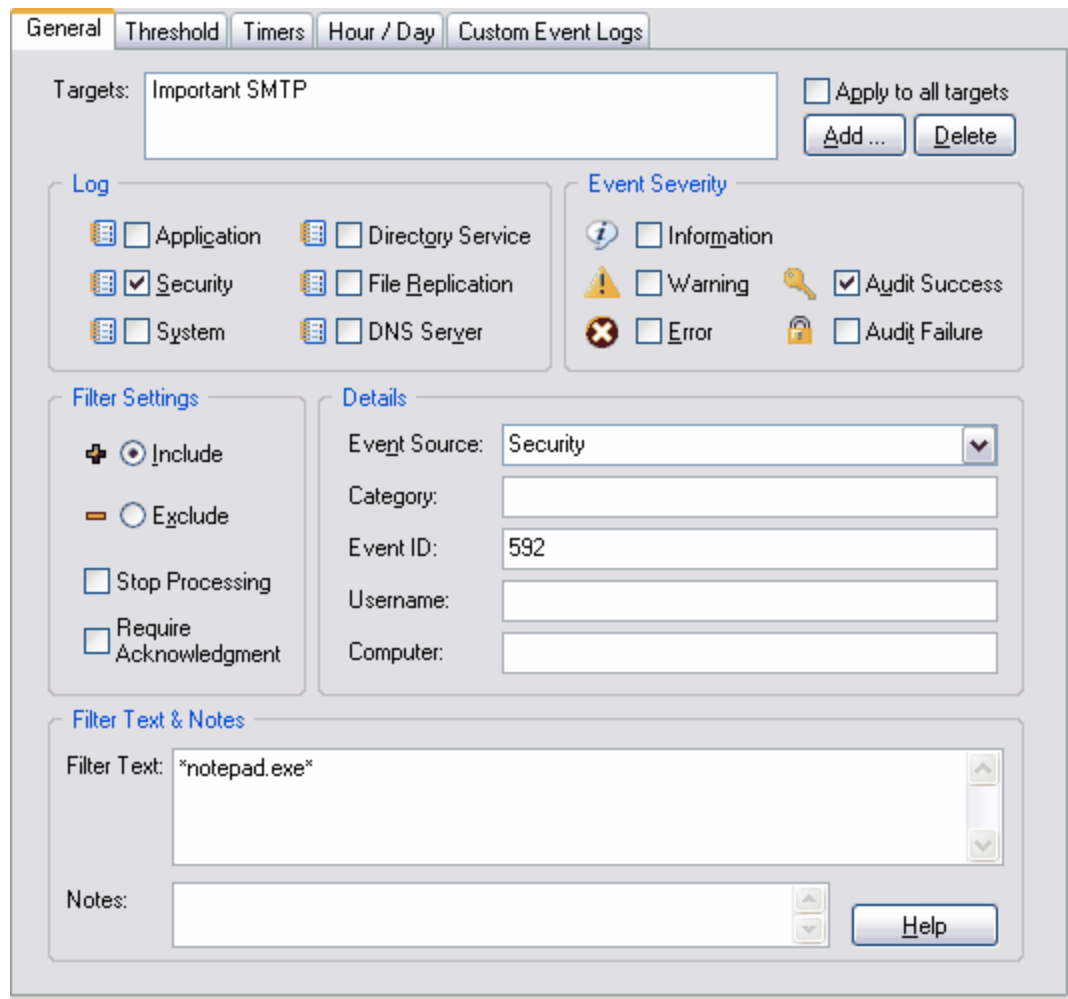 General Threshold Timers Hour / Day Custom Event Logs
Targets: Important SMTP
Apply to all targets
Add ... Delete
Log
Application Directory Service
Security File Replication
System DNS Server
Event Severity
Information
Warning Audit Success
Error Audit Failure
Filter Settings
Include
Exclude
Stop Processing
Require
Acknowledgment
Details
Event Source: Security
Category:
Event ID: 592
Username:
Computer:
Filter Text & Notes
Filter Text: *notepad.exe*
Notes:
Help